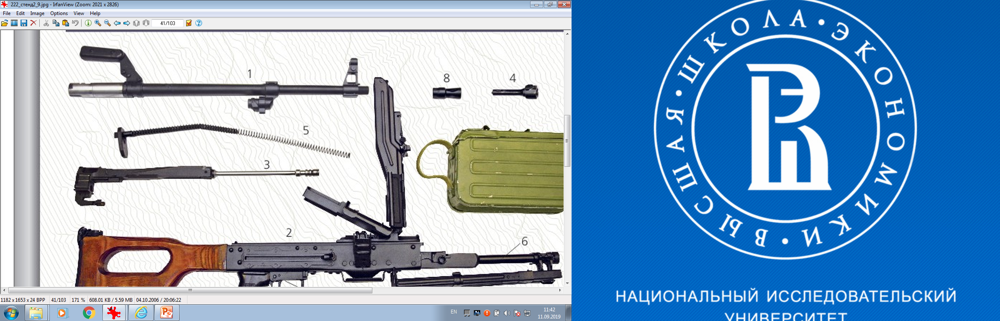 222_стенд2_9.jpg - IrfanView (Zoom: 2021 x 2826)
File Edit Image Options View Help
41/103
1
8
4
5
3
2
6
1182 x 1653 x 24 BPP 41/103 171 % 608.01 KB / 5.59 MB 04.10.2006 / 20:06:22
EN
11:42
11.09.2019
ВЫСШАЯ • ШКОЛА • ЭКОНОМИКИ •
НАЦИОНАЛЬНЫЙ ИССЛЕДОВАТЕЛЬСКИЙ
УНИВЕРСИТЕТ